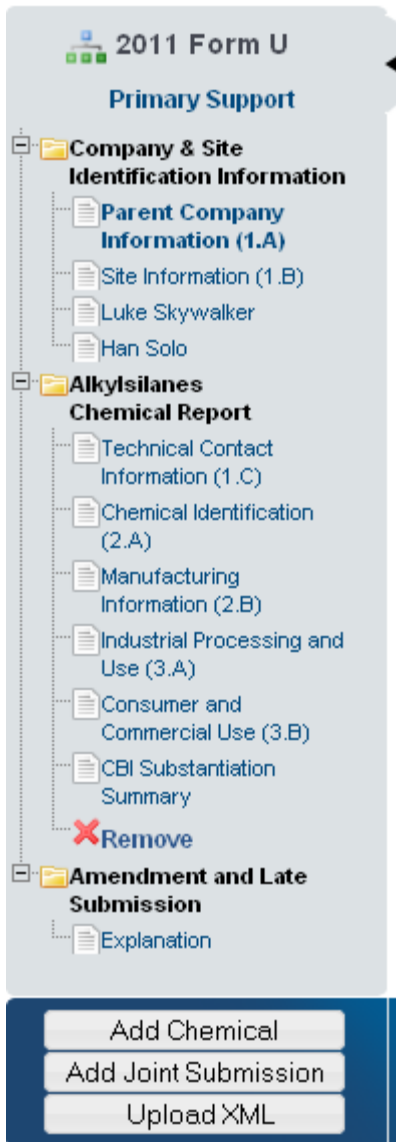 2011 Form U
Primary Support
Company & Site
Identification Information
Parent Company
Information (1.A)
Site Information (1.B)
Luke Skywalker
Han Solo
Alkylsilanes
Chemical Report
Technical Contact
Information (1.C)
Chemical Identification
(2.A)
Manufacturing
Information (2.B)
Industrial Processing and
Use (3.A)
Consumer and
Commercial Use (3.B)
CBI Substantiation
Summary
Remove
Amendment and Late
Submission
Explanation
Add Chemical
Add Joint Submission
Upload XML